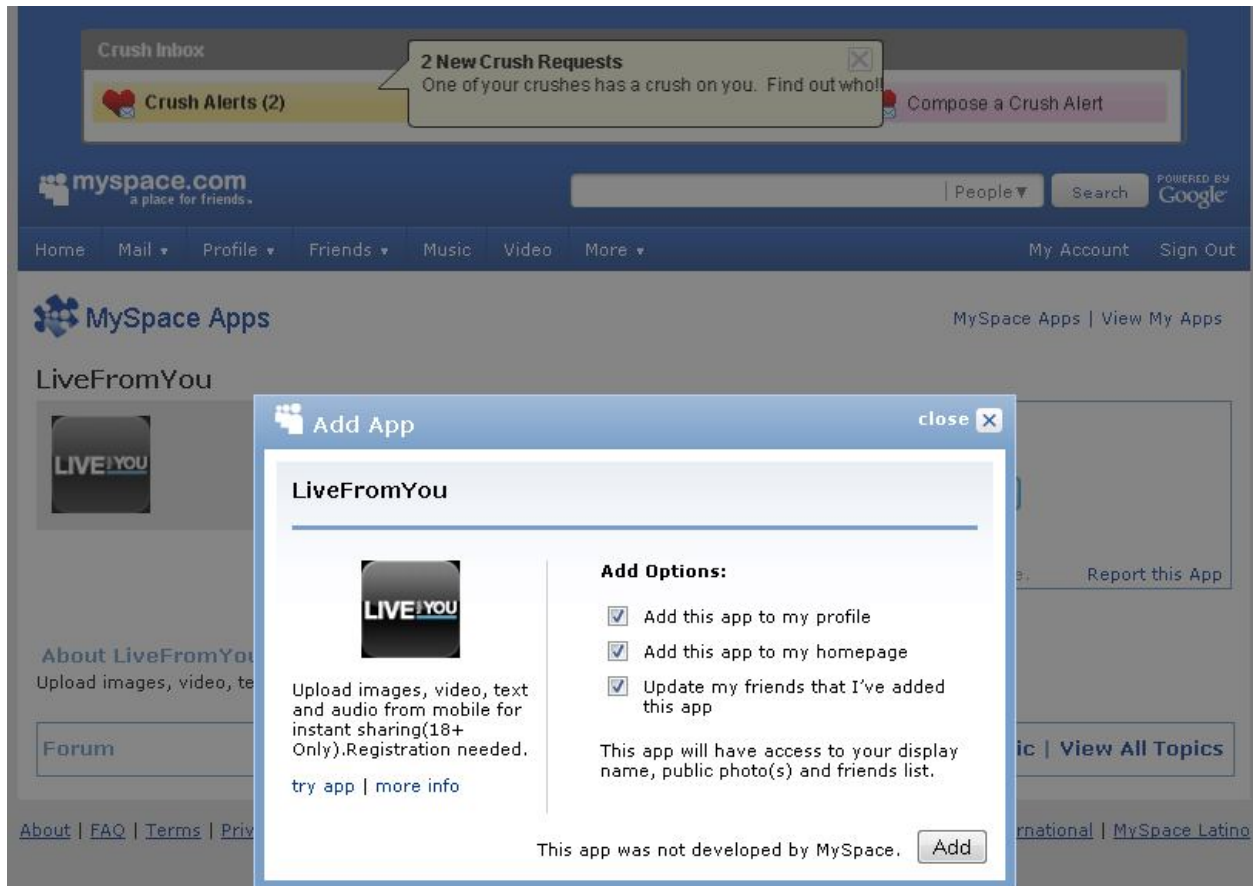 Crush Inbox
2 New Crush Requests
One of your crushes has a crush on you. Find out who!!
Crush Alerts (2)
Compose a Crush Alert
myspace.com
a place for friends.
People
Search
POWERED BY
Google
Home Mail Profile Friends Music Video More My Account Sign Out
MySpace Apps
MySpace Apps | View My Apps
LiveFromYou
LIVE YOU
Add App
close
LiveFromYou
LIVE YOU
Upload images, video, text
and audio from mobile for
instant sharing(18+
Only).Registration needed.
try app | more info
Add Options:
Add this app to my profile
Add this app to my homepage
Update my friends that I've added
this app
This app will have access to your display
name, public photo(s) and friends list.
This app was not developed by MySpace.
Add
Report this App
About LiveFromYou
Upload images, video, te
Forum
ic | View All Topics
About | FAQ | Terms | Priv
rnational | MySpace Latino